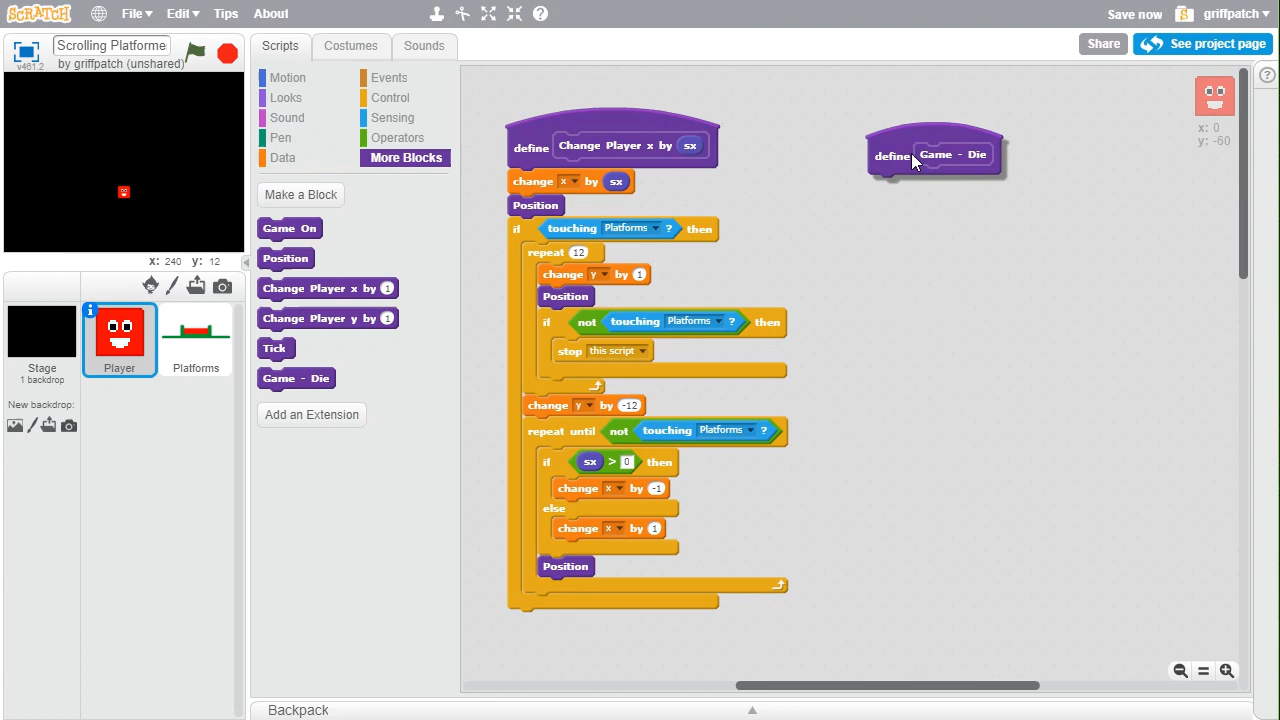 SCRATCH File Edit Tips About Save now griffpatch
Scrolling Platforme
v461.2 by griffpatch (unshared)
Scripts Costumes Sounds
Share See project page
Motion Events
Looks Control
Sound Sensing
Pen Operators
Data More Blocks
Make a Block
Game On
Position
Change Player x by 1
Change Player y by 1
Tick
Game - Die
Add an Extension
x: 240 y: 12
Stage
1 backdrop
New backdrop:
Player
Platforms
define Change Player x by sx
change x by sx
Position
if touching Platforms ? then
repeat 12
change y by 1
Position
if not touching Platforms ? then
stop this script
change y by -12
repeat until not touching Platforms ?
if sx > 0 then
change x by -1
else
change x by 1
Position
define Game - Die
x: 0
y: -60
Backpack